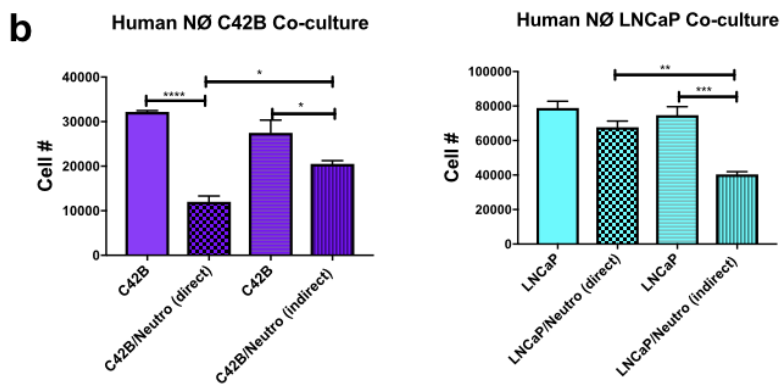 b
Human NØ C42B Co-culture
Cell #
40000
30000
20000
10000
0
****
*
*
C42B
C42B/Neutro (direct)
C42B
C42B/Neutro (indirect)
Human NØ LNCaP Co-culture
Cell #
100000
80000
60000
40000
20000
0
**
***
LNCaP
LNCaP/Neutro (direct)
LNCaP
LNCaP/Neutro (indirect)